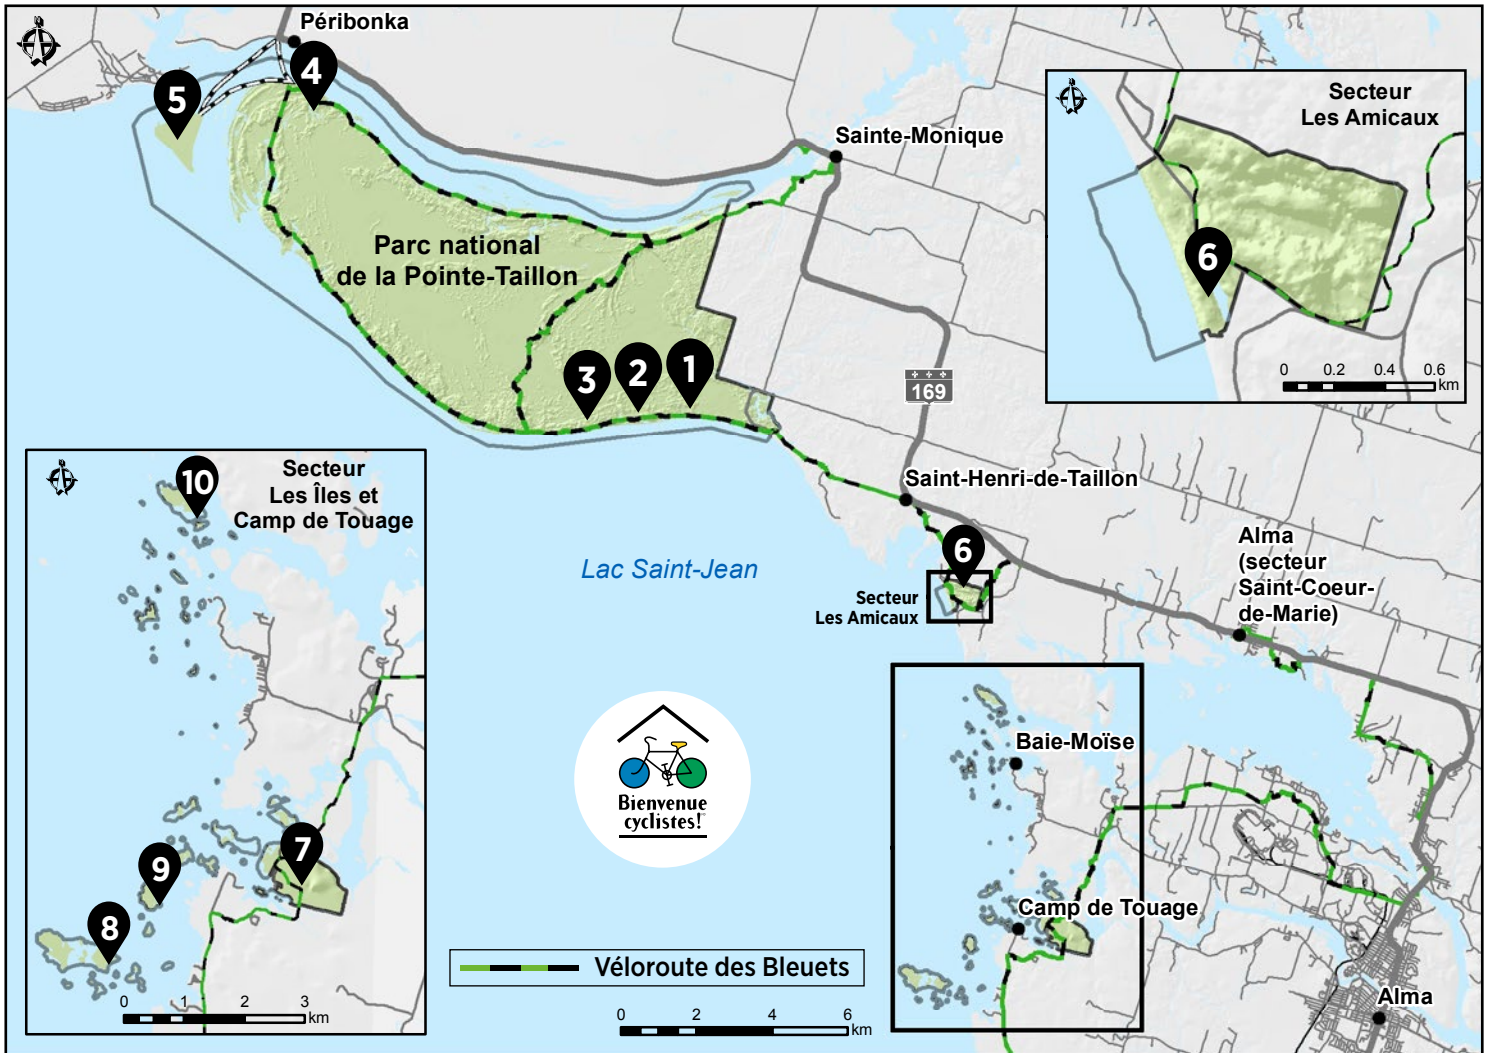 Péribonka
4
5
Sainte-Monique
Parc national
de la Pointe-Taillon
3
2
1
169
Secteur
Les Amicaux
6
0 0.2 0.4 0.6
km
Secteur
Les Îles et
Camp de Touage
10
7
9
8
0 1 2 3
km
Saint-Henri-de-Taillon
6
Secteur
Les Amicaux
Lac Saint-Jean
Alma
(secteur
Saint-Coeur-
de-Marie)
Bienvenue
cyclistes!
Baie-Moïse
Camp de Touage
Alma
Véloroute des Bleuets
0 2 4 6
km